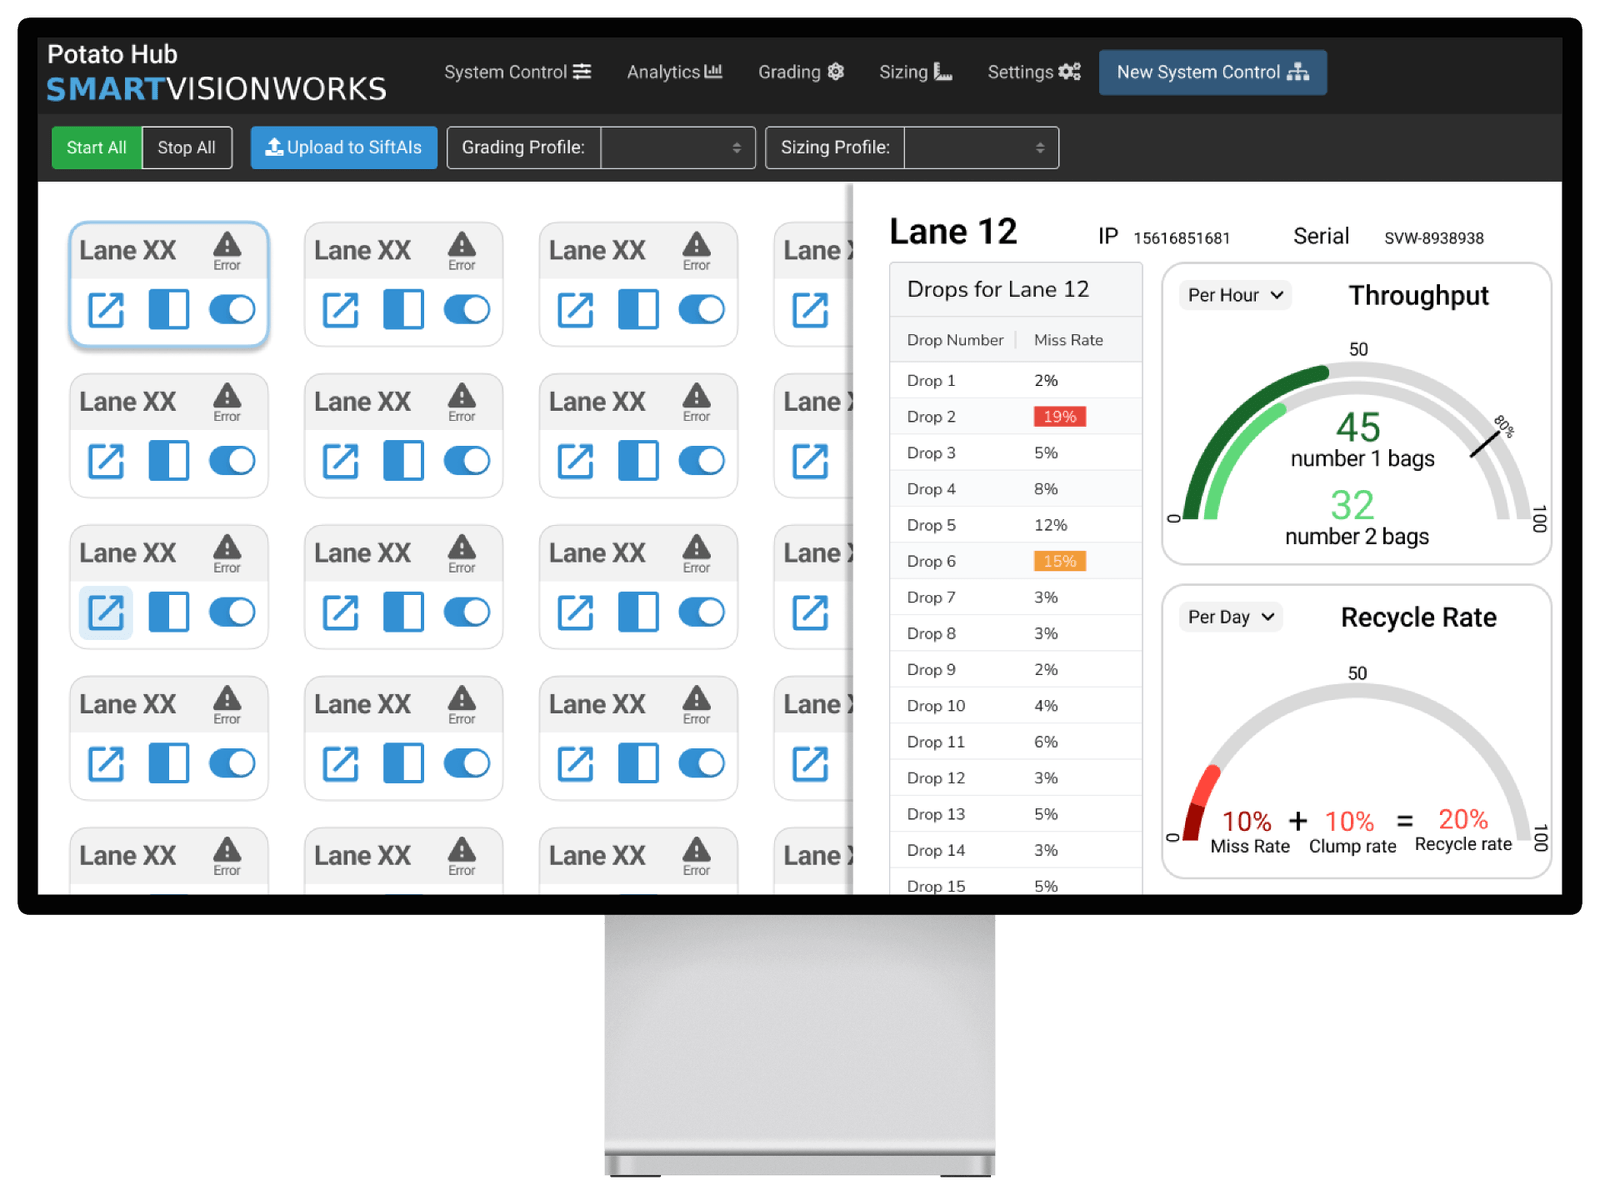 Potato Hub
SMARTVISIONWORKS
System Control
Analytics
Grading
Sizing
Settings
New System Control
Start All
Stop All
Upload to SiftAIs
Grading Profile:
Sizing Profile:
Lane XX
Error
Lane XX
Error
Lane XX
Error
Lane
Lane XX
Error
Lane XX
Error
Lane XX
Error
Lane
Lane XX
Error
Lane XX
Error
Lane XX
Error
Lane
Lane XX
Error
Lane XX
Error
Lane XX
Error
Lane
Lane XX
Error
Lane XX
Error
Lane XX
Error
Lane
Lane 12
IP 15616851681
Serial SVW-8938938
Drops for Lane 12
Drop Number Miss Rate
Drop 1 2%
Drop 2 19%
Drop 3 5%
Drop 4 8%
Drop 5 12%
Drop 6 15%
Drop 7 3%
Drop 8 3%
Drop 9 2%
Drop 10 4%
Drop 11 6%
Drop 12 3%
Drop 13 5%
Drop 14 3%
Drop 15 5%
Per Hour
Throughput
50
80%
45
number 1 bags
32
number 2 bags
0
100
Per Day
Recycle Rate
50
10% + 10% = 20%
Miss Rate Clump rate Recycle rate
0
100